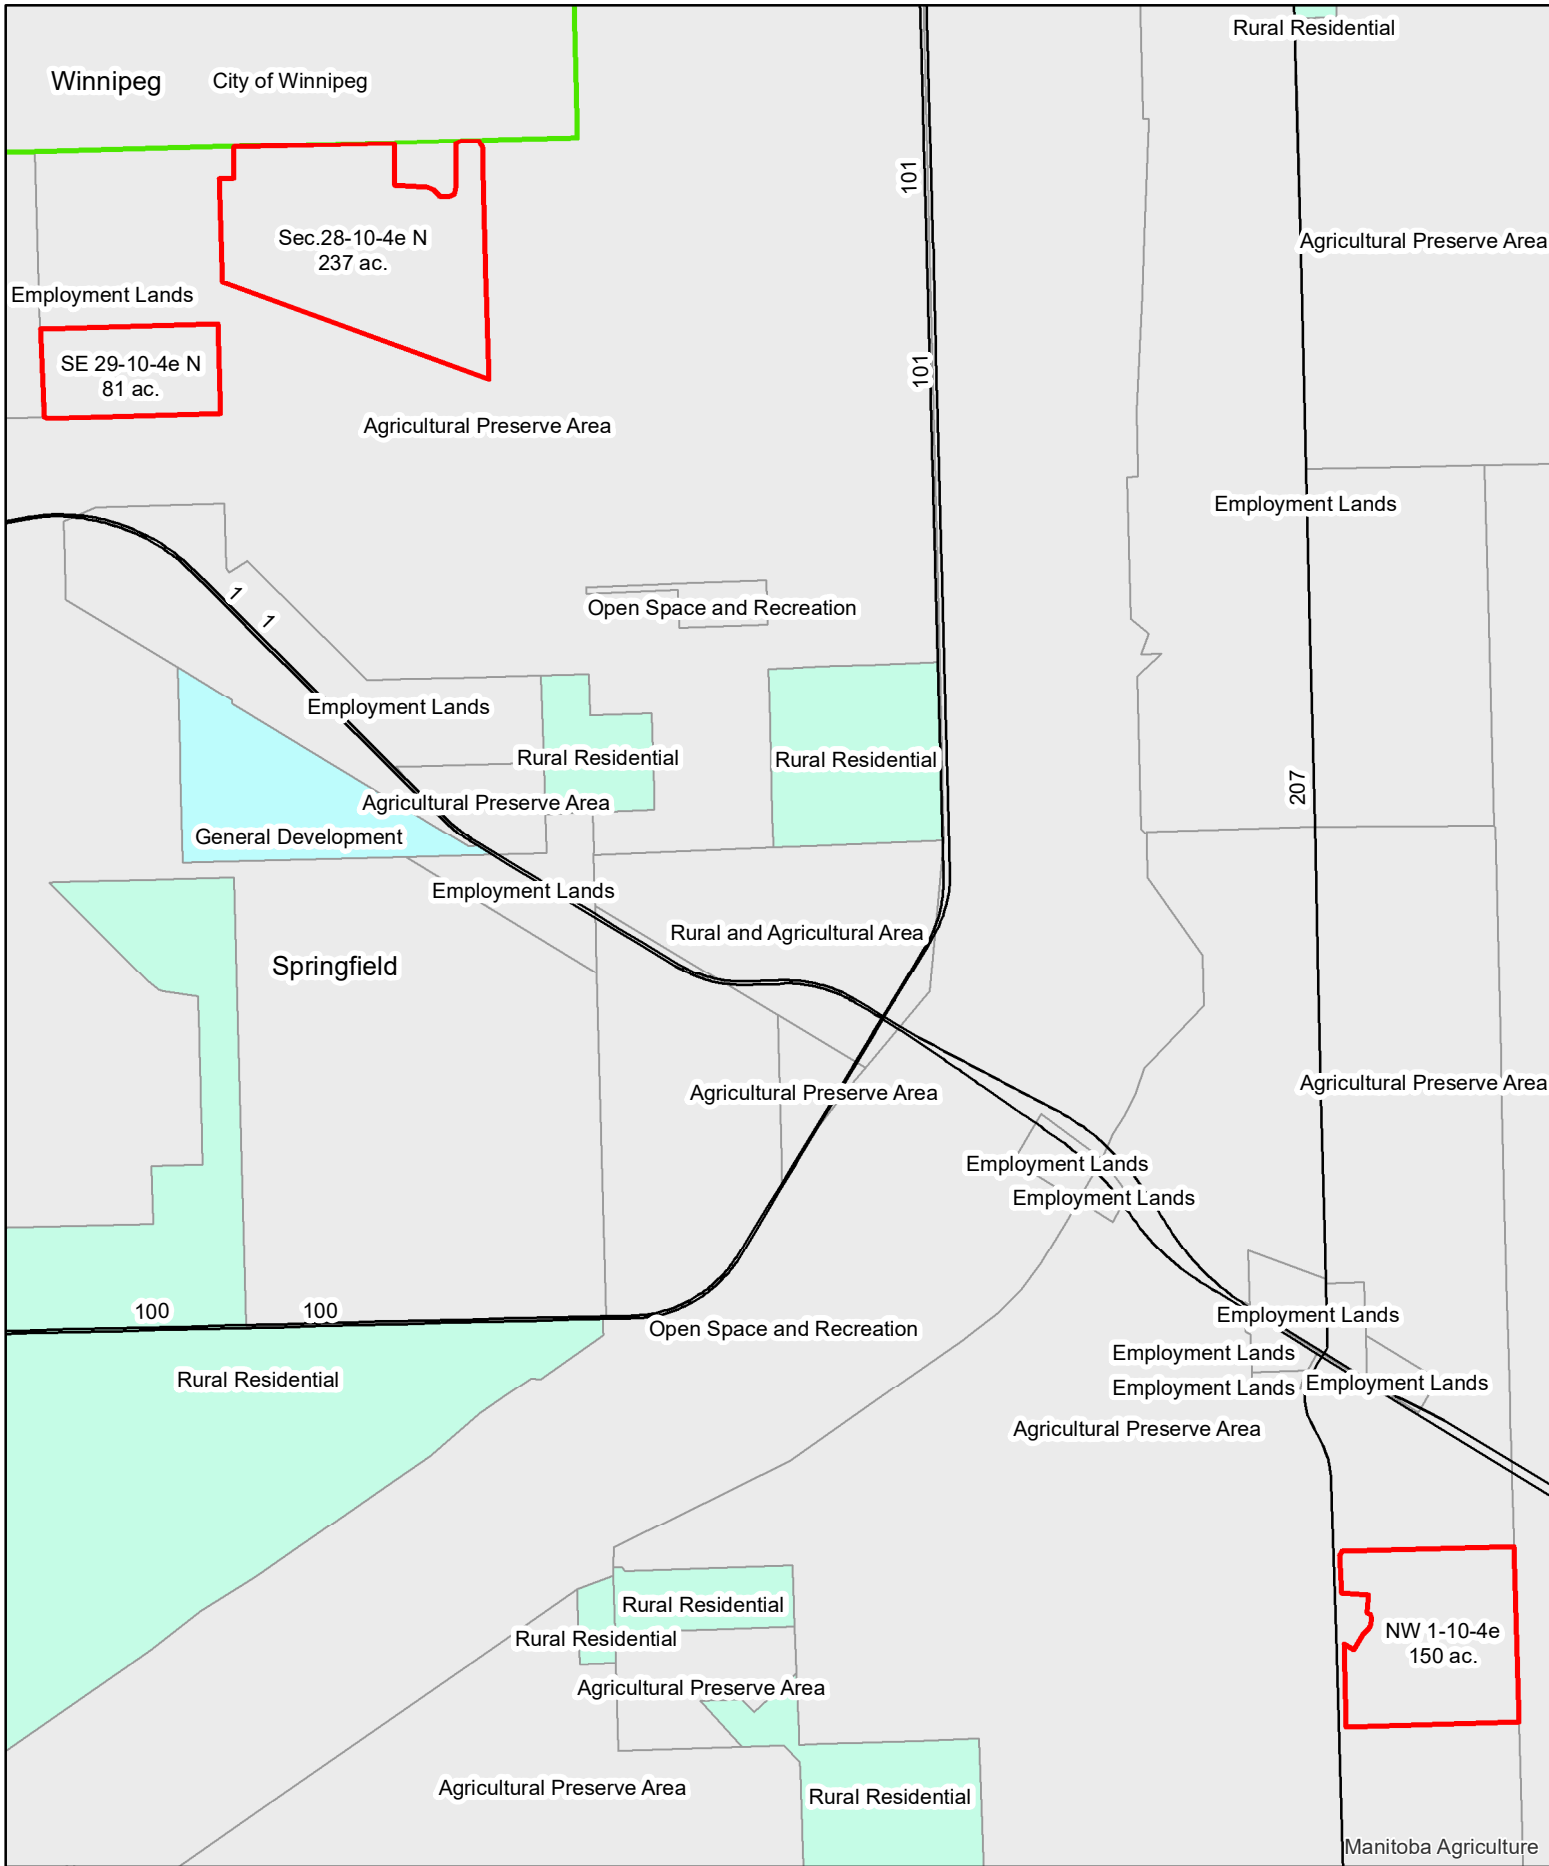 Rural Residential
Winnipeg
City of Winnipeg
101
Sec.28-10-4e N
237 ac.
Agricultural Preserve Area
Employment Lands
SE 29-10-4e N
81 ac.
101
Agricultural Preserve Area
Employment Lands
1
1
Open Space and Recreation
Employment Lands
Rural Residential
Rural Residential
207
Agricultural Preserve Area
General Development
Employment Lands
Rural and Agricultural Area
Springfield
Agricultural Preserve Area
Agricultural Preserve Area
Employment Lands
Employment Lands
100
100
Employment Lands
Open Space and Recreation
Employment Lands
Rural Residential
Employment Lands
Employment Lands
Agricultural Preserve Area
Rural Residential
Rural Residential
NW 1-10-4e
150 ac.
Agricultural Preserve Area
Agricultural Preserve Area
Rural Residential
Manitoba Agriculture